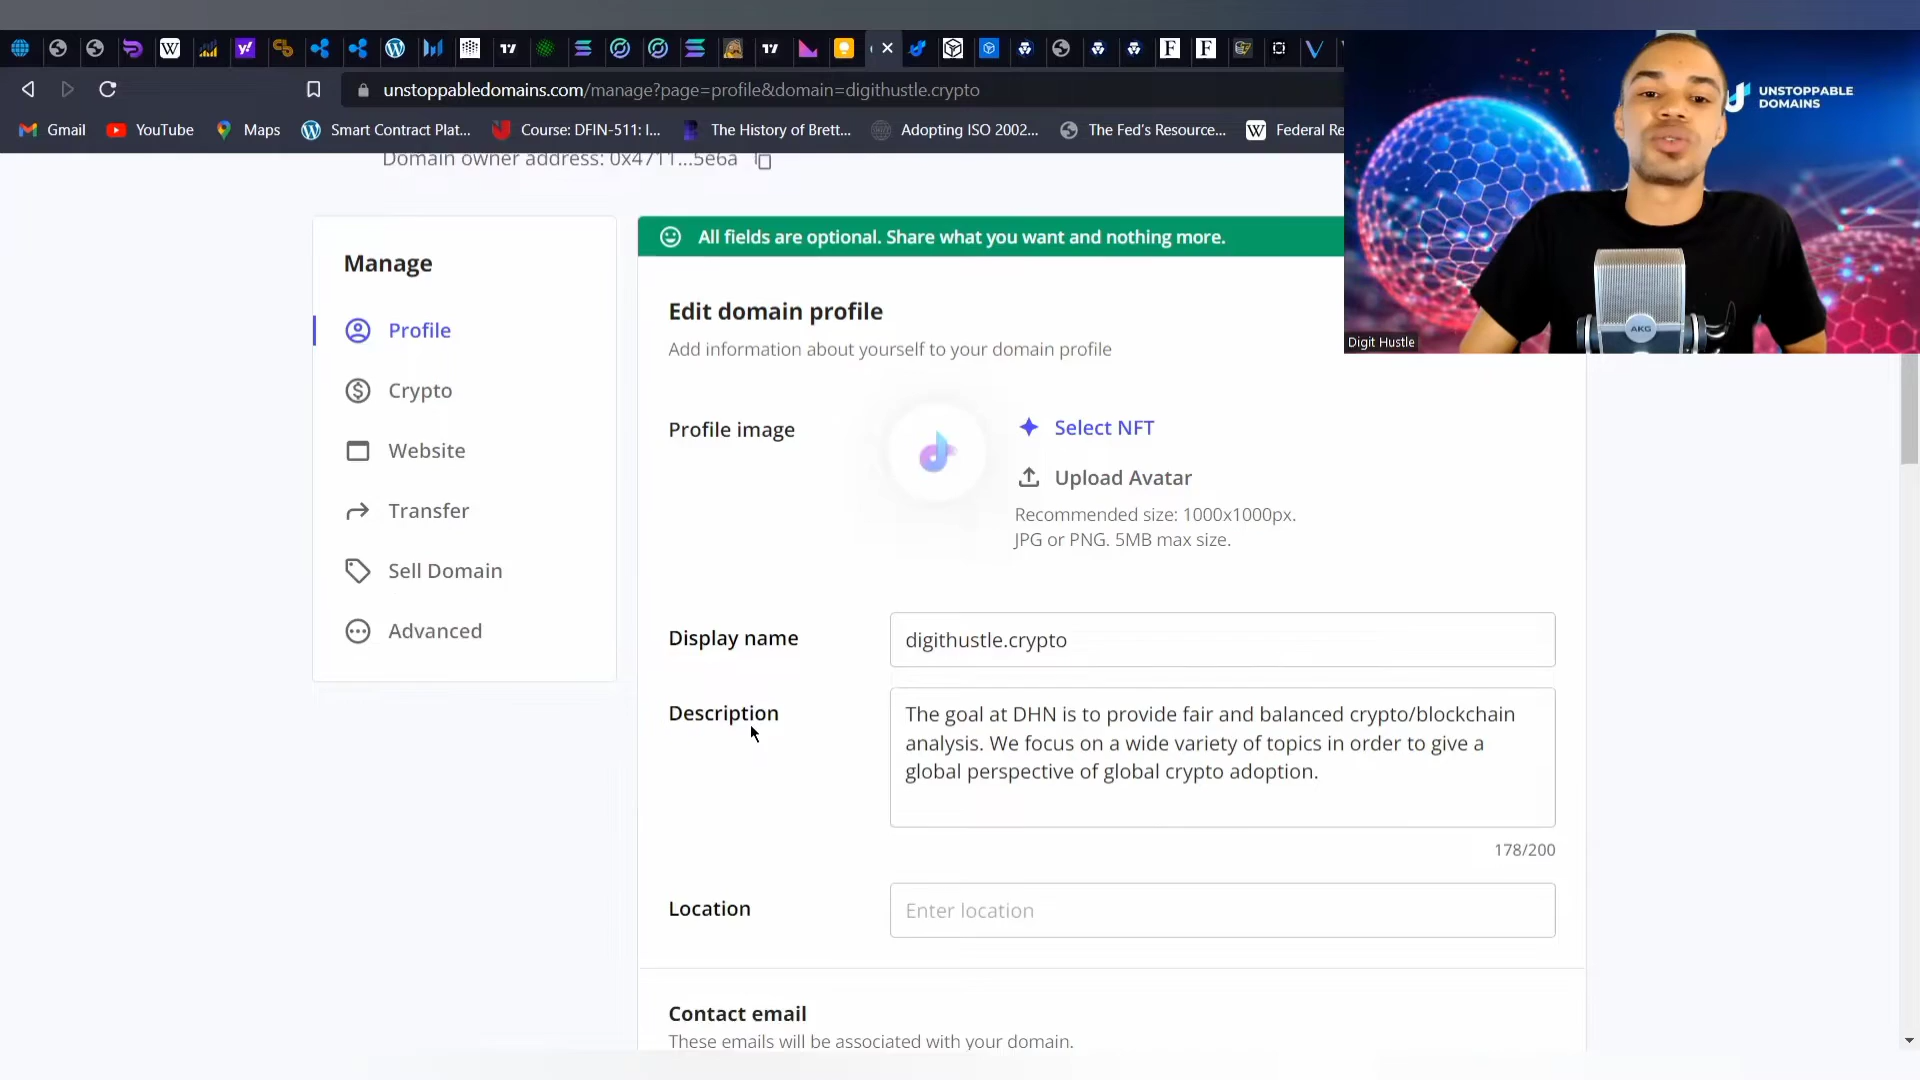 unstoppabledomains.com/manage?page=profile&domain=digithustle.crypto
Gmail
YouTube
Maps
Smart Contract Plat...
Course: DFIN-511: I...
The History of Brett...
Adopting ISO 2002...
The Fed's Resource...
Federal Re
UNSTOPPABLE
DOMAINS
AKG
Digit Hustle
Domain owner address: 0x4711...5e6a
Manage
Profile
Crypto
Website
Transfer
Sell Domain
Advanced
All fields are optional. Share what you want and nothing more.
Edit domain profile
Add information about yourself to your domain profile
Profile image
Select NFT
Upload Avatar
Recommended size: 1000x1000px.
JPG or PNG. 5MB max size.
Display name
digithustle.crypto
Description
The goal at DHN is to provide fair and balanced crypto/blockchain
analysis. We focus on a wide variety of topics in order to give a
global perspective of global crypto adoption.
178/200
Location
Enter location
Contact email
These emails will be associated with your domain.